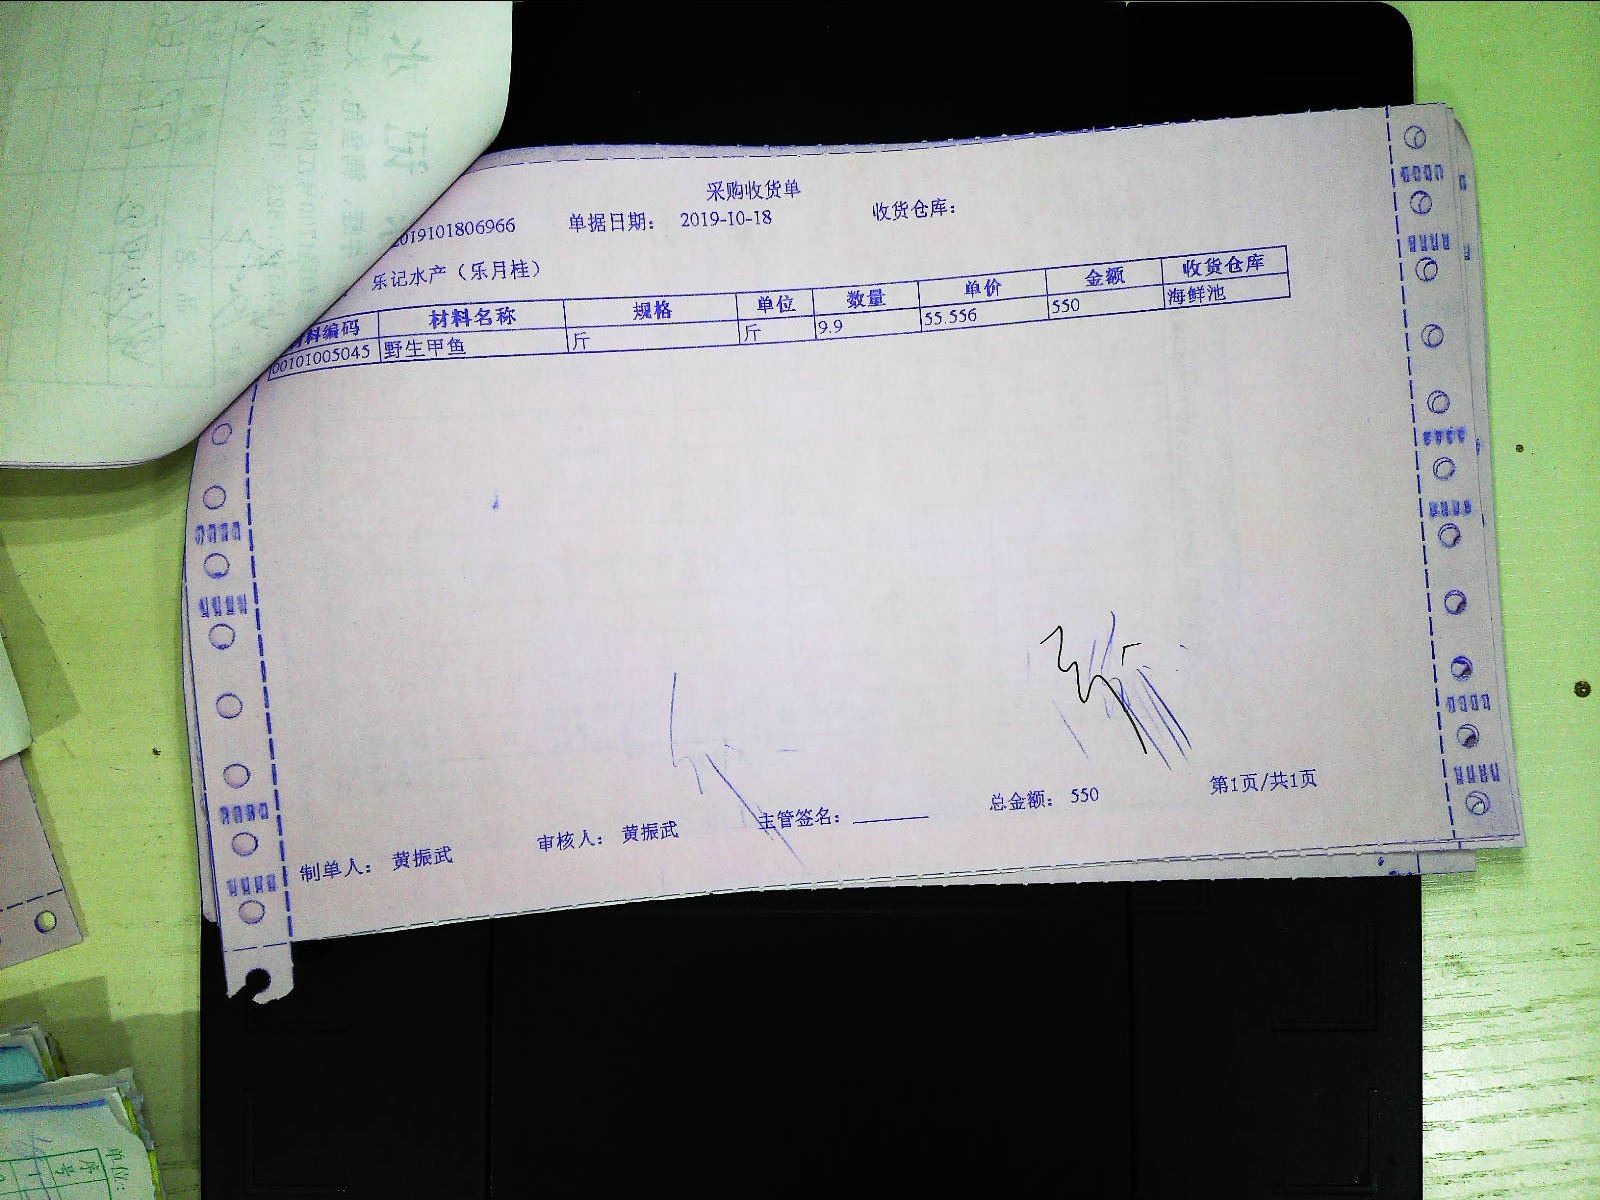 采购收货单
2019101806966 单据日期： 2019-10-18 收货仓库：
乐记水产（乐月桂）
料编码 材料名称 规格 单位 数量 单价 金额 收货仓库
00101005045 野生甲鱼 斤 斤 9.9 55.556 550 海鲜池
制单人： 黄振武 审核人： 黄振武 主管签名： 总金额： 550 第1页/共1页
单位:
序号